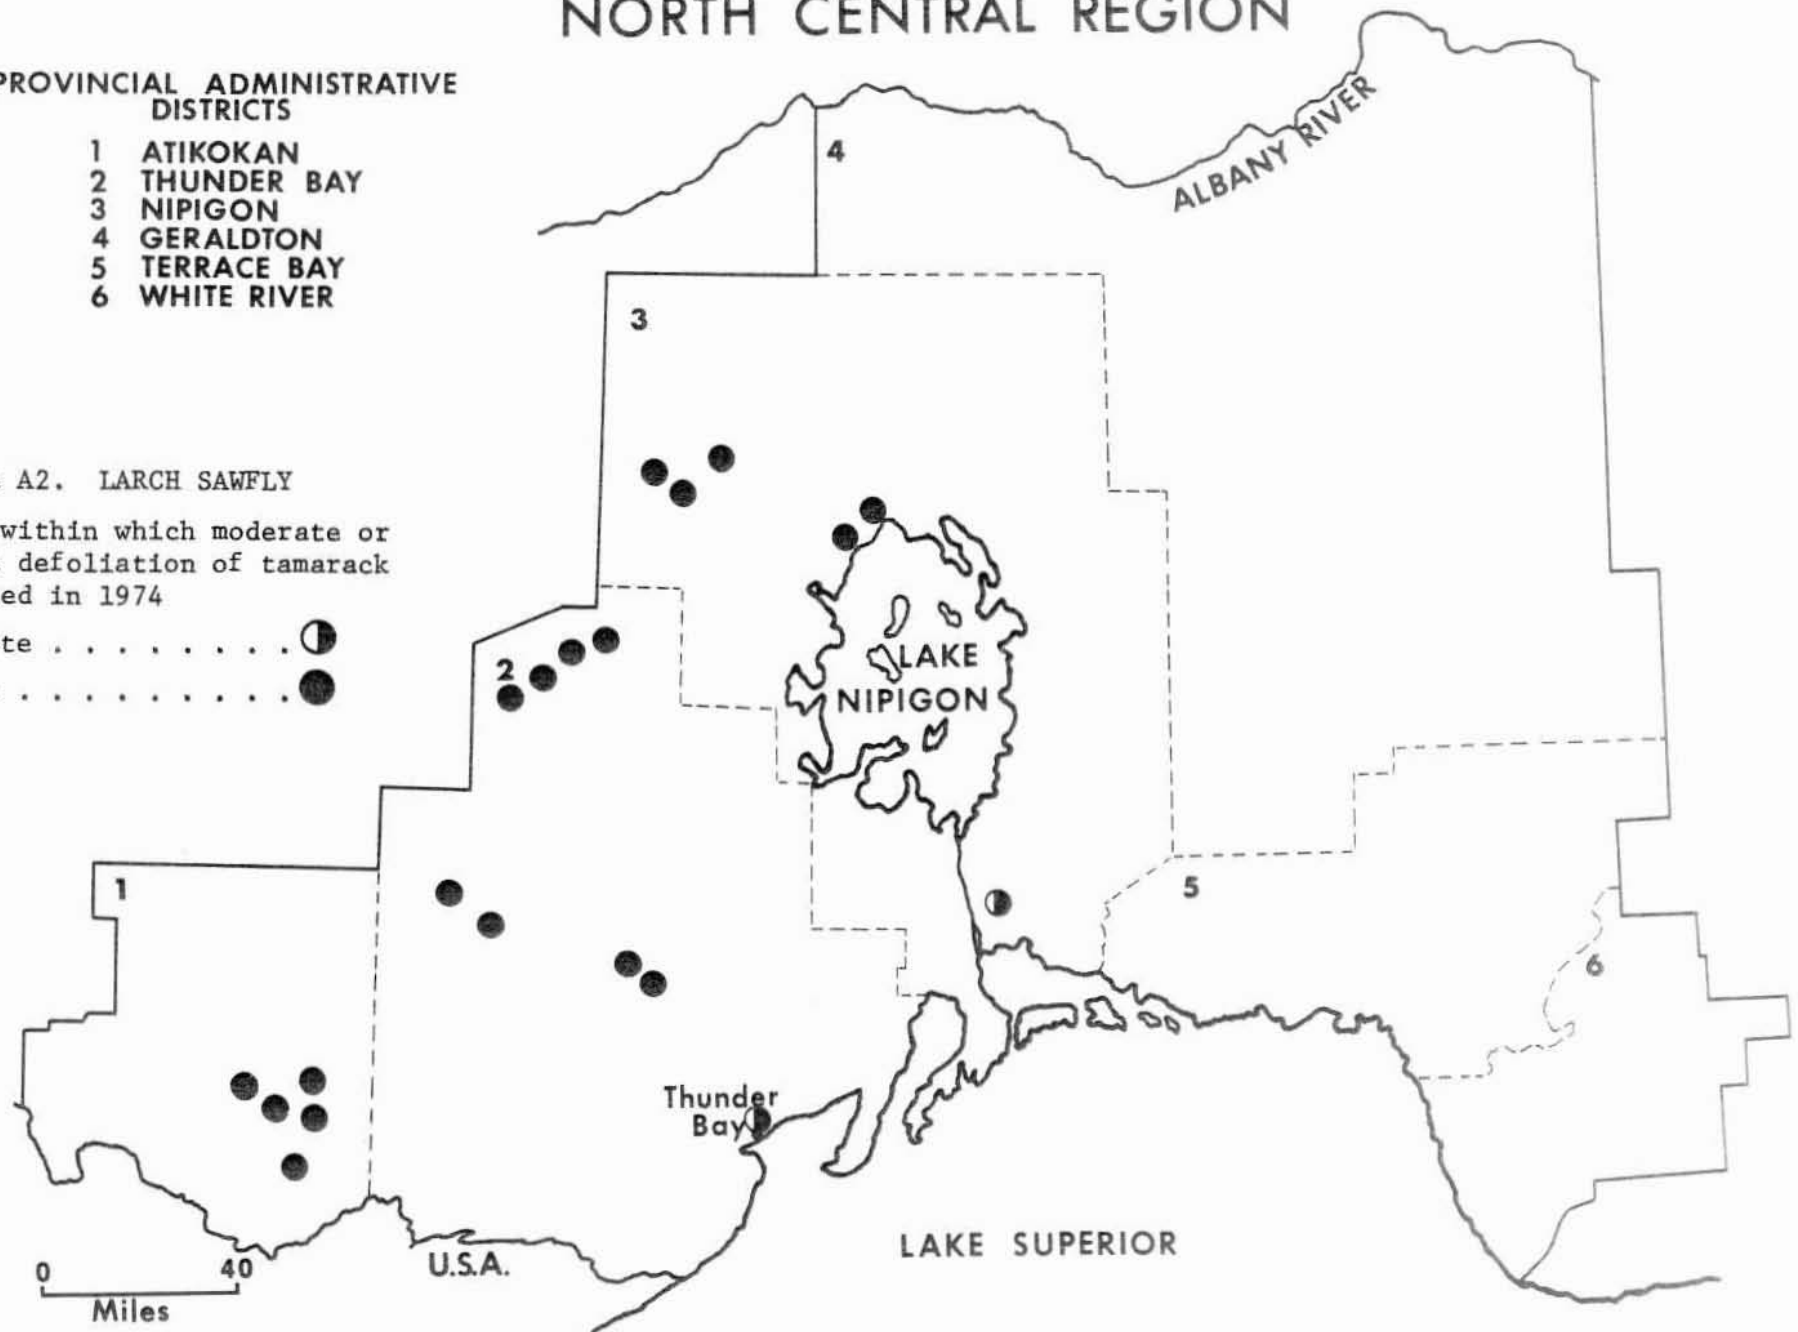 NORTH CENTRAL REGION
PROVINCIAL ADMINISTRATIVE
DISTRICTS
1 ATIKOKAN
2 THUNDER BAY
3 NIPIGON
4 GERALDTON
5 TERRACE BAY
6 WHITE RIVER
4
ALBANY RIVER
3
A2. LARCH SAWFLY
within which moderate or
defoliation of tamarack
ed in 1974
te . . . . . . . . .
. . . . . . . . . .
2
LAKE
NIPIGON
1
5
6
Thunder
Bay
LAKE SUPERIOR
U.S.A.
0 40
Miles